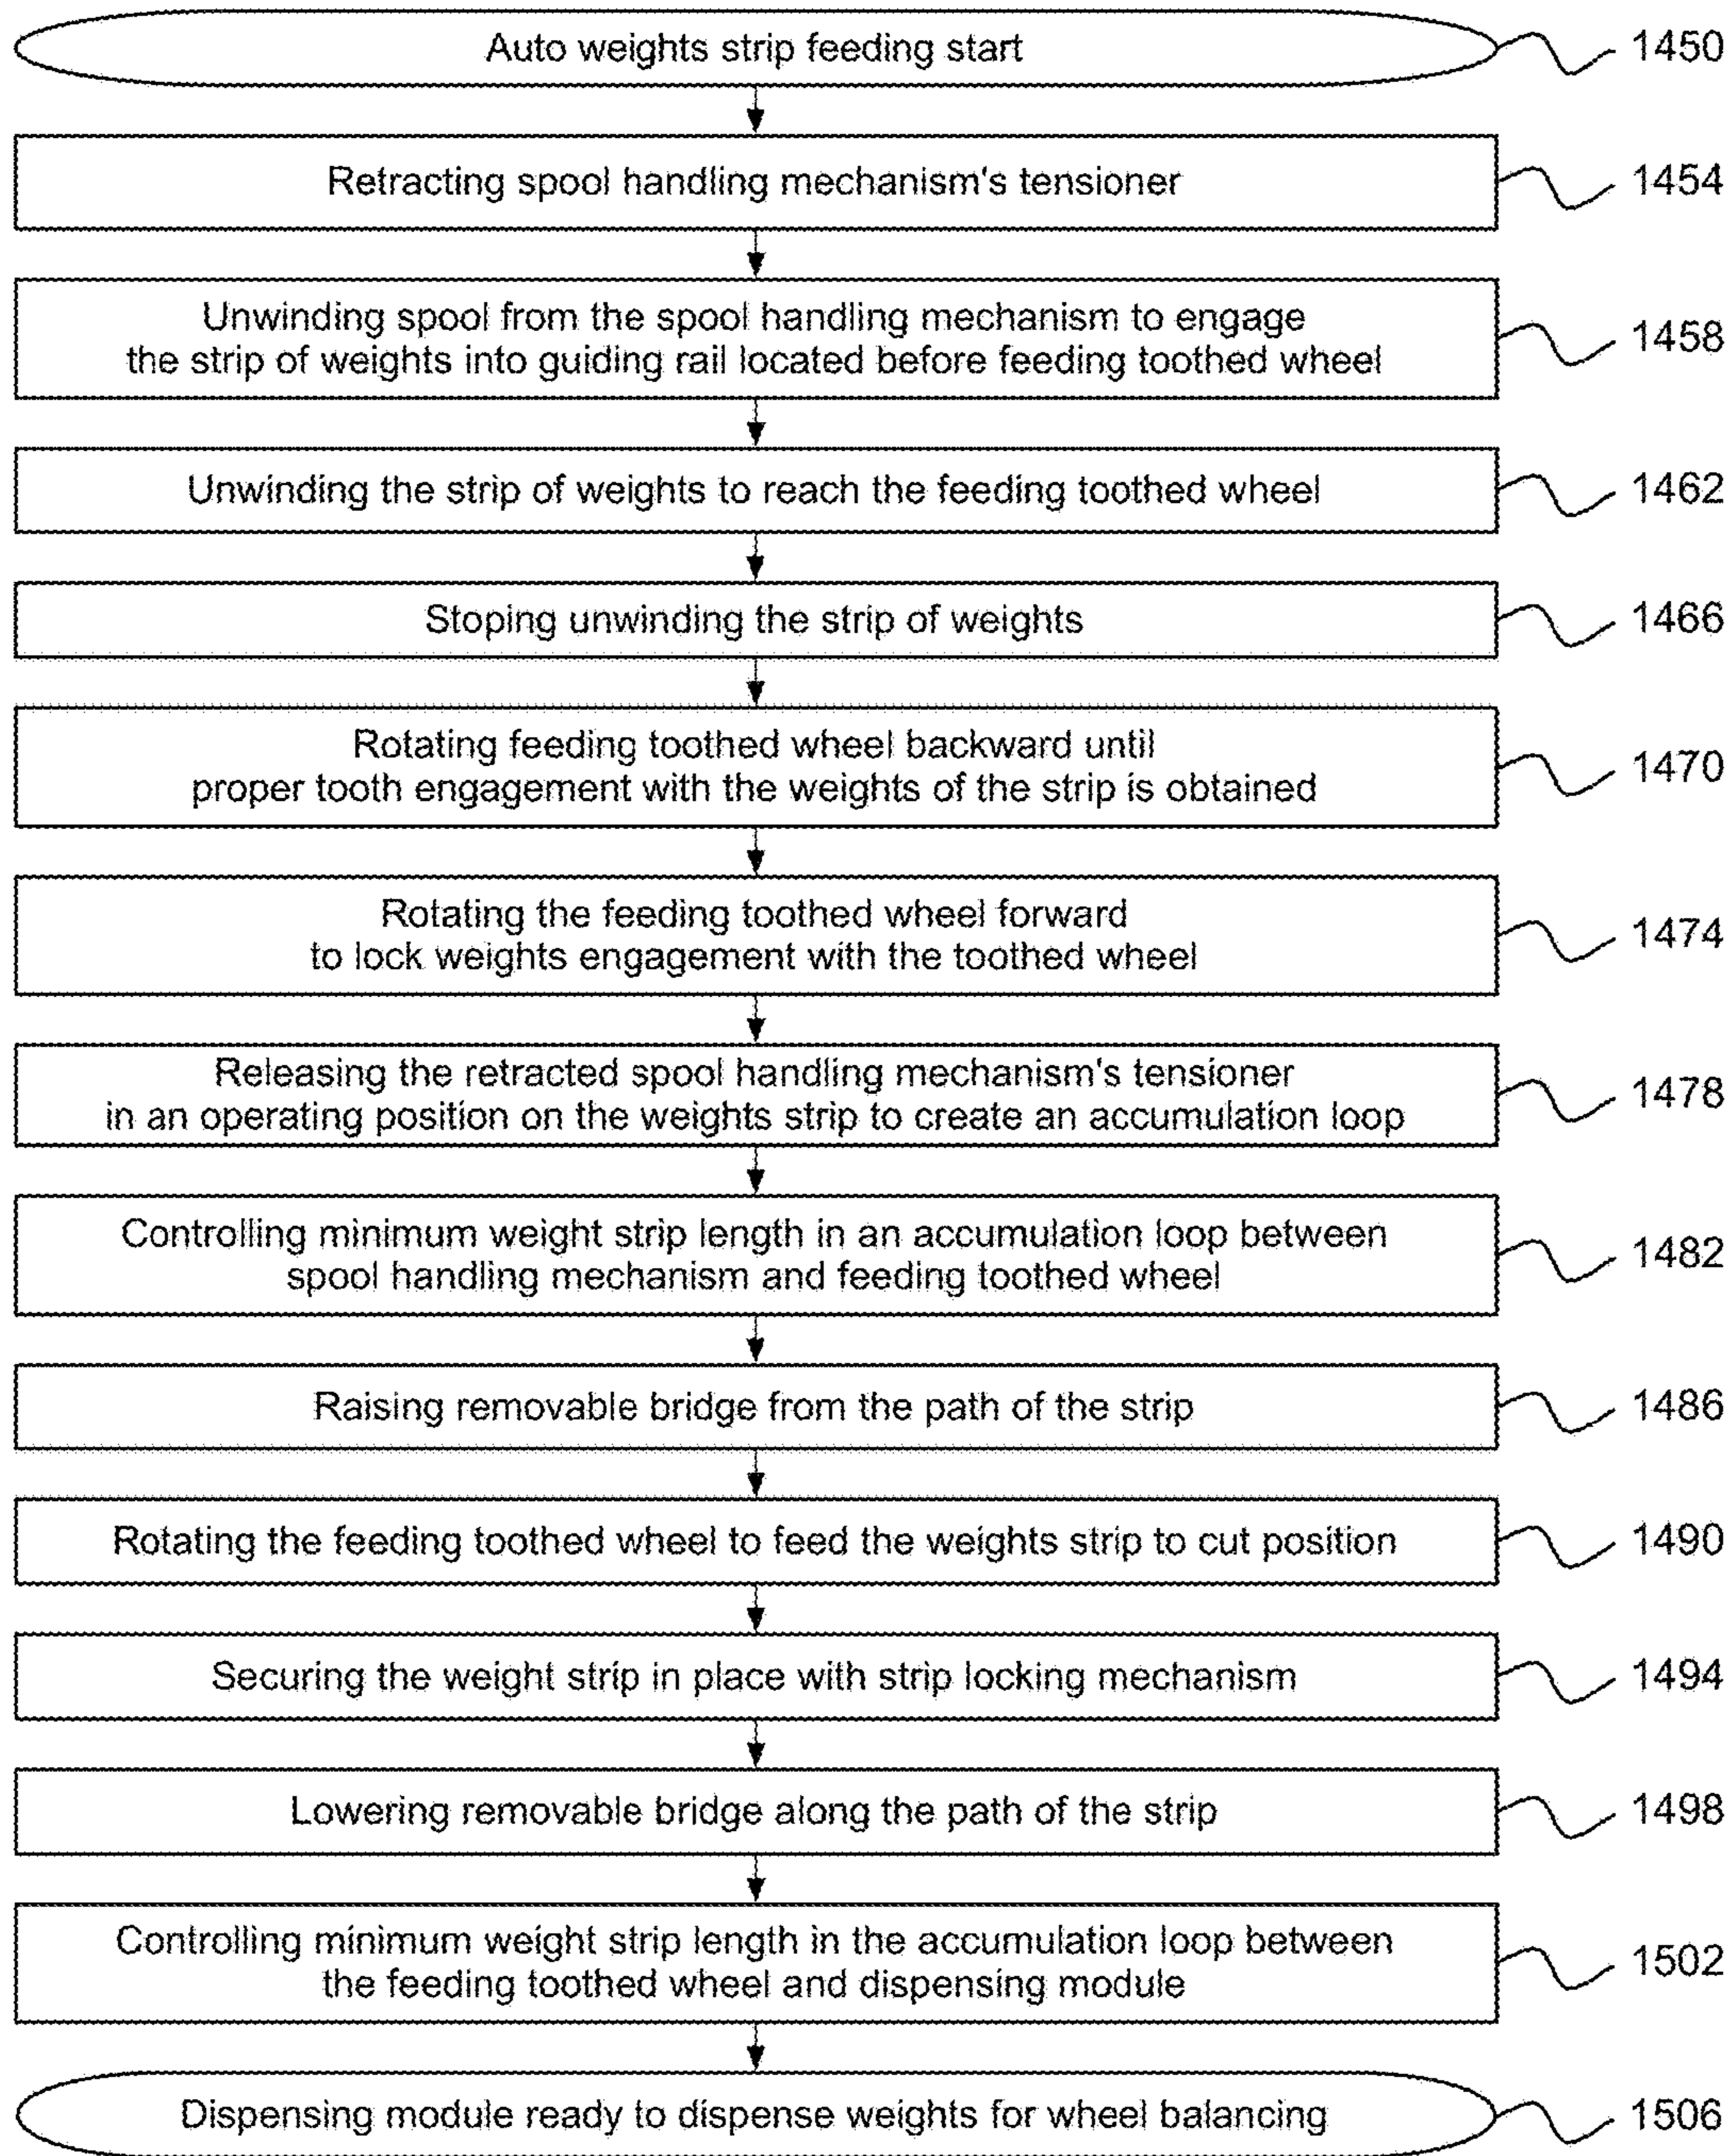 Auto weights strip feeding start
1450
Retracting spool handling mechanism's tensioner
1454
Unwinding spool from the spool handling mechanism to engage
the strip of weights into guiding rail located before feeding toothed wheel
1458
Unwinding the strip of weights to reach the feeding toothed wheel
1462
Stoping unwinding the strip of weights
1466
Rotating feeding toothed wheel backward until
proper tooth engagement with the weights of the strip is obtained
1470
Rotating the feeding toothed wheel forward
to lock weights engagement with the toothed wheel
1474
Releasing the retracted spool handling mechanism's tensioner
in an operating position on the weights strip to create an accumulation loop
1478
Controlling minimum weight strip length in an accumulation loop between
spool handling mechanism and feeding toothed wheel
1482
Raising removable bridge from the path of the strip
1486
Rotating the feeding toothed wheel to feed the weights strip to cut position
1490
Securing the weight strip in place with strip locking mechanism
1494
Lowering removable bridge along the path of the strip
1498
Controlling minimum weight strip length in the accumulation loop between
the feeding toothed wheel and dispensing module
1502
Dispensing module ready to dispense weights for wheel balancing
1506